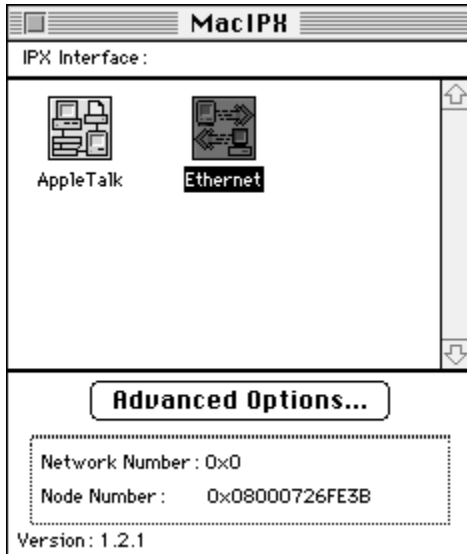 MacIPX
IPX Interface:
AppleTalk Ethernet
Advanced Options...
Network Number: 0x0
Node Number: 0x08000726FE3B
Version: 1.2.1